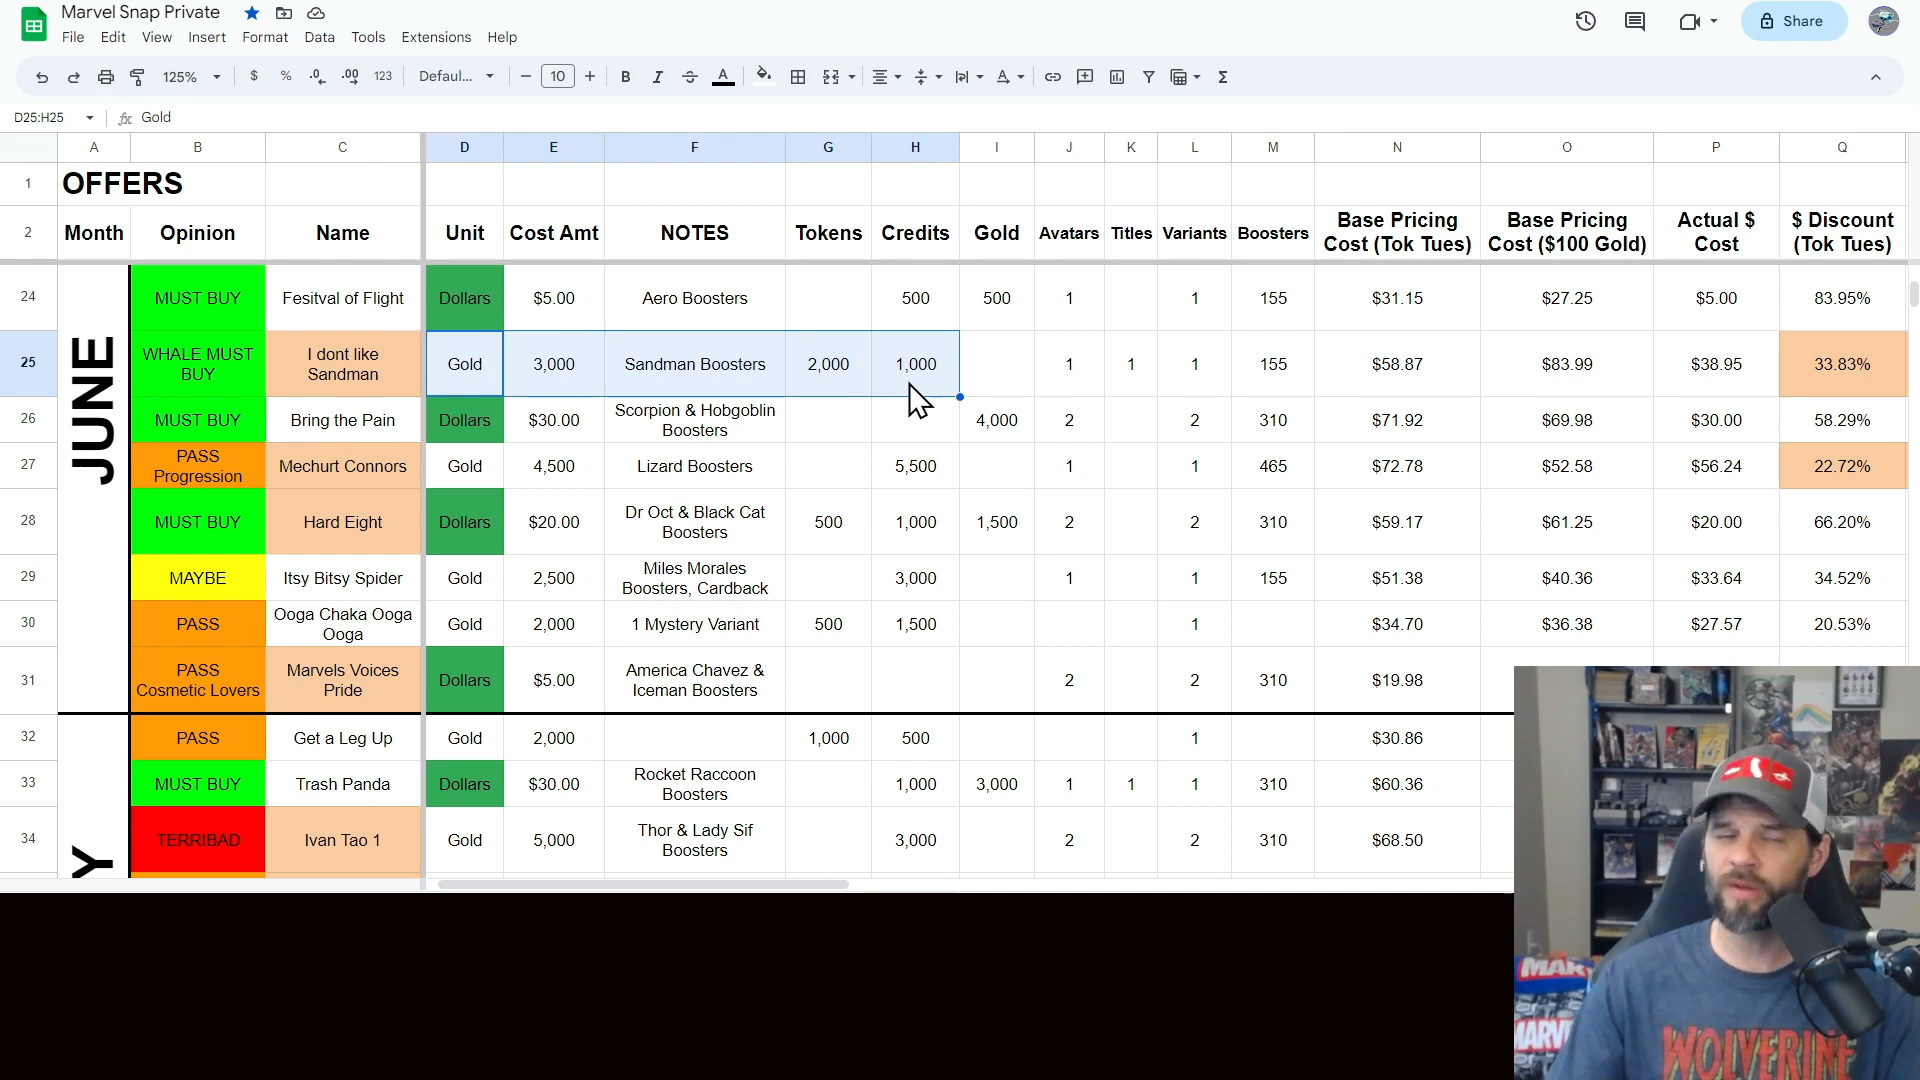 Marvel Snap Private
File Edit View Insert Format Data Tools Extensions Help
Share
125% $ % .0 .00 123 Defaul... 10 B I A Σ
D25:H25 fx Gold
A B C D E F G H I J K L M N O P Q
1 OFFERS
2 Month Opinion Name Unit Cost Amt NOTES Tokens Credits Gold Avatars Titles Variants Boosters Base Pricing Cost (Tok Tues) Base Pricing Cost ($100 Gold) Actual $ Cost $ Discount (Tok Tues)
JUNE
24 MUST BUY Fesitval of Flight Dollars $5.00 Aero Boosters 500 500 1 1 155 $31.15 $27.25 $5.00 83.95%
25 WHALE MUST BUY I dont like Sandman Gold 3,000 Sandman Boosters 2,000 1,000 1 1 1 155 $58.87 $83.99 $38.95 33.83%
26 MUST BUY Bring the Pain Dollars $30.00 Scorpion & Hobgoblin Boosters 4,000 2 2 310 $71.92 $69.98 $30.00 58.29%
27 PASS Progression Mechurt Connors Gold 4,500 Lizard Boosters 5,500 1 1 465 $72.78 $52.58 $56.24 22.72%
28 MUST BUY Hard Eight Dollars $20.00 Dr Oct & Black Cat Boosters 500 1,000 1,500 2 2 310 $59.17 $61.25 $20.00 66.20%
29 MAYBE Itsy Bitsy Spider Gold 2,500 Miles Morales Boosters, Cardback 3,000 1 1 155 $51.38 $40.36 $33.64 34.52%
30 PASS Ooga Chaka Ooga Ooga Gold 2,000 1 Mystery Variant 500 1,500 1 $34.70 $36.38 $27.57 20.53%
31 PASS Cosmetic Lovers Marvels Voices Pride Dollars $5.00 America Chavez & Iceman Boosters 2 2 310 $19.98
32 PASS Get a Leg Up Gold 2,000 1,000 500 1 $30.86
33 MUST BUY Trash Panda Dollars $30.00 Rocket Raccoon Boosters 1,000 3,000 1 1 1 310 $60.36
34 TERRIBAD Ivan Tao 1 Gold 5,000 Thor & Lady Sif Boosters 3,000 2 2 310 $68.50
Y
MAR
MARV
WOLVERINE